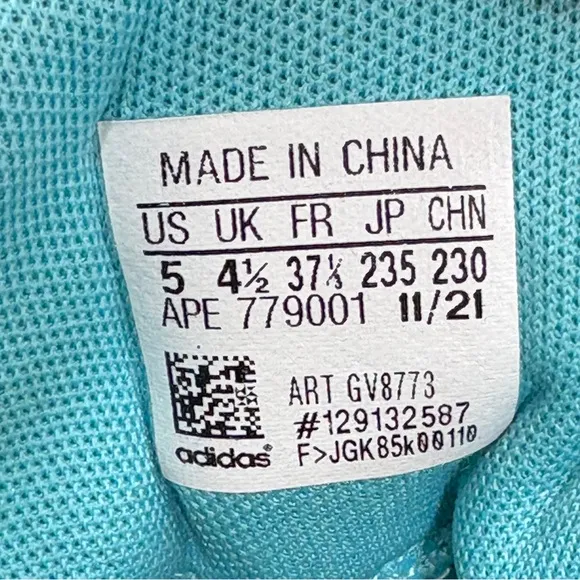 MADE IN CHINA
US UK FR JP CHN
5 4½ 37⅓ 235 230
APE 779001 11/21
ART GV8773
#129132587
adidas® F>JGK85k00110